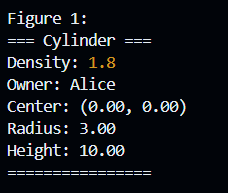 Figure 1:
=== Cylinder ===
Density: 1.8
Owner: Alice
Center: (0.00, 0.00)
Radius: 3.00
Height: 10.00
================